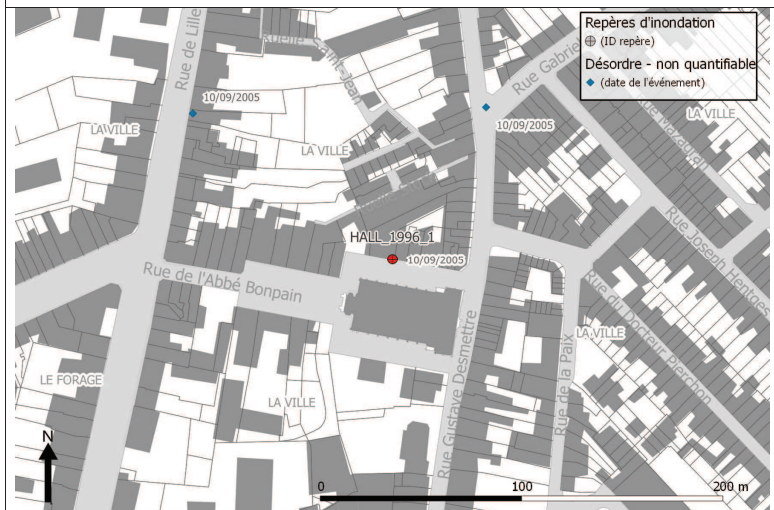 Repères d'inondation
(ID repère)
Désordre - non quantifiable
(date de l'événement)
Rue de Lille
Ruelle Saint-Jean
Rue Gabriel
10/09/2005
10/09/2005
LA VILLE
LA VILLE
LA VILLE
HALL_1996_1
10/09/2005
Rue Joseph Hentges
Rue de l'Abbé Bonpain
Rue Gustave Desmettre
Rue de la Paix
Rue du Docteur Pierchon
LA VILLE
LE FORAGE
LA VILLE
N
0 100 200 m